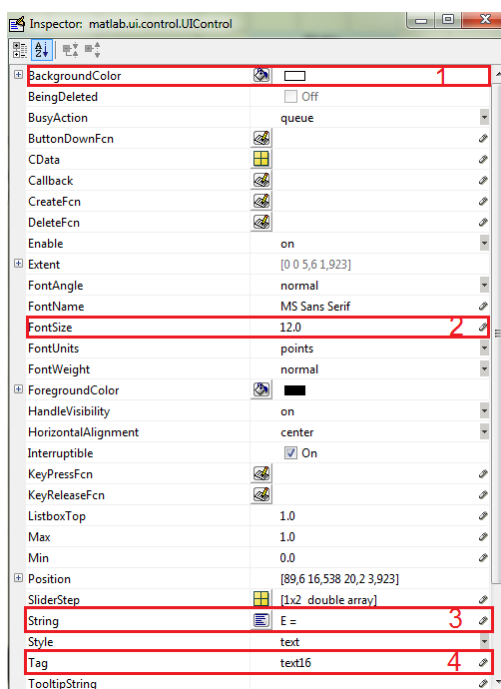 Inspector: matlab.ui.control.UIControl
BackgroundColor 1
BeingDeleted Off
BusyAction queue
ButtonDownFcn
CData
Callback
CreateFcn
DeleteFcn
Enable on
Extent [0 0 5,6 1,923]
FontAngle normal
FontName MS Sans Serif
FontSize 12.0 2
FontUnits points
FontWeight normal
ForegroundColor
HandleVisibility on
HorizontalAlignment center
Interruptible On
KeyPressFcn
KeyReleaseFcn
ListboxTop 1.0
Max 1.0
Min 0.0
Position [89,6 16,538 20,2 3,923]
SliderStep [1x2 double array]
String E = 3
Style text
Tag text16 4
TooltipString